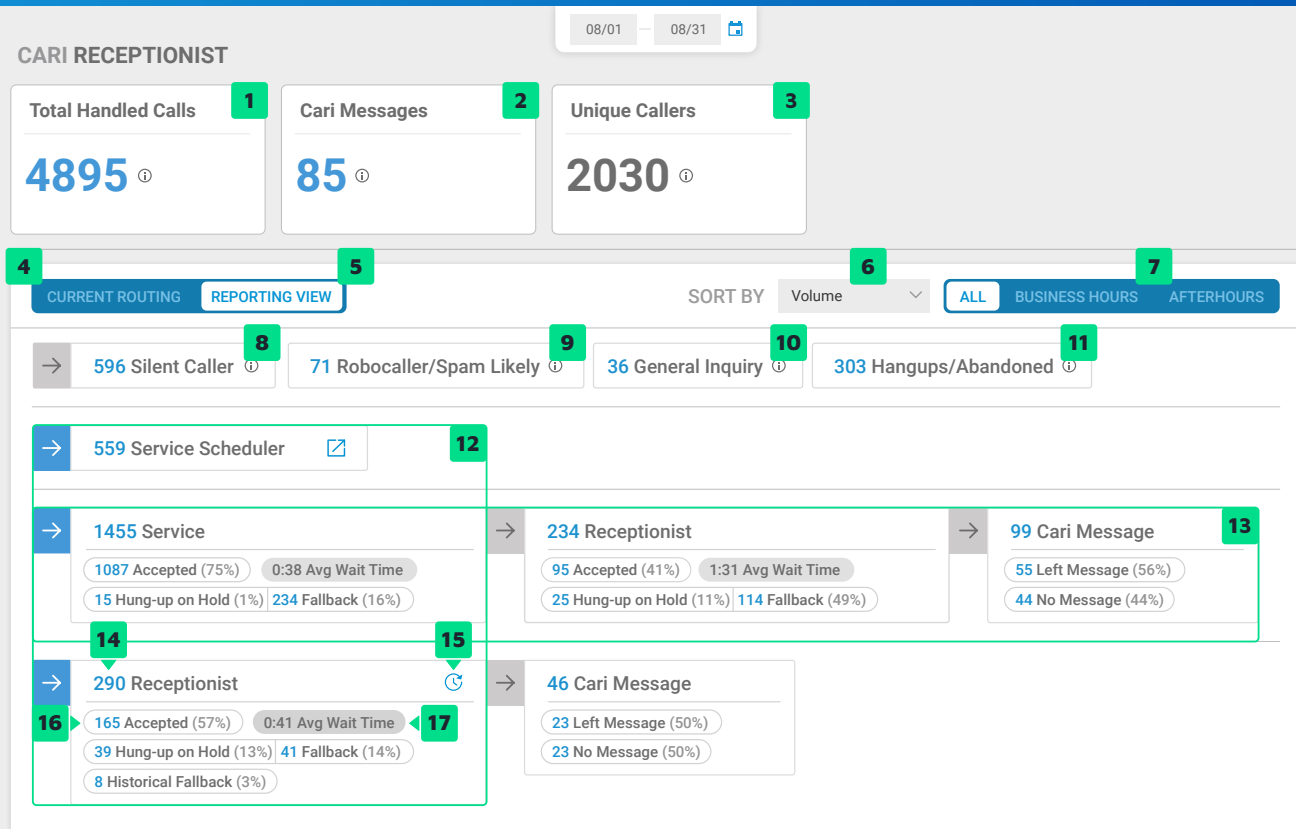 08/01 — 08/31
CARI RECEPTIONIST
Total Handled Calls 1
4895
Cari Messages 2
85
Unique Callers 3
2030
4 5 6 7
CURRENT ROUTING REPORTING VIEW SORT BY Volume ALL BUSINESS HOURS AFTERHOURS
8 9 10 11
596 Silent Caller 71 Robocaller/Spam Likely 36 General Inquiry 303 Hangups/Abandoned
559 Service Scheduler 12
1455 Service
1087 Accepted (75%) 0:38 Avg Wait Time
15 Hung-up on Hold (1%) 234 Fallback (16%)
234 Receptionist
95 Accepted (41%) 1:31 Avg Wait Time
25 Hung-up on Hold (11%) 114 Fallback (49%)
99 Cari Message 13
55 Left Message (56%)
44 No Message (44%)
14 15
290 Receptionist
16 165 Accepted (57%) 0:41 Avg Wait Time 17
39 Hung-up on Hold (13%) 41 Fallback (14%)
8 Historical Fallback (3%)
46 Cari Message
23 Left Message (50%)
23 No Message (50%)